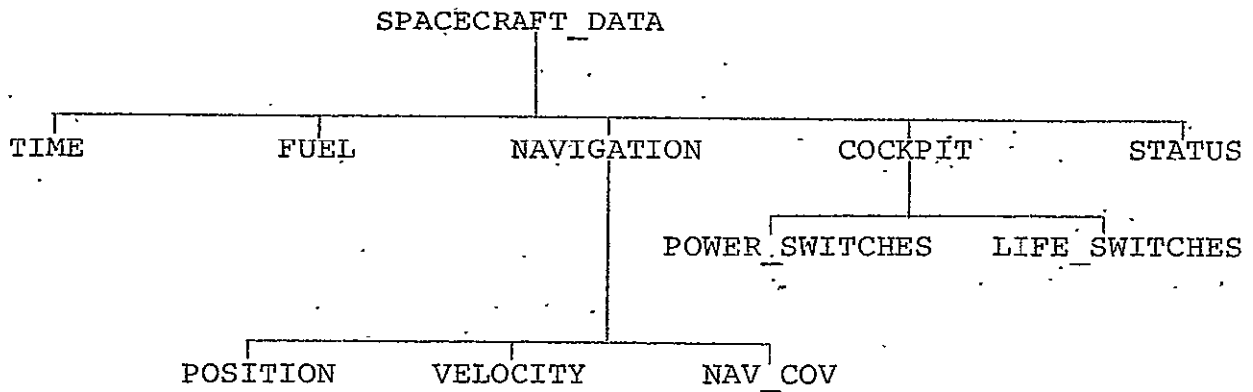 SPACECRAFT_DATA
TIME FUEL NAVIGATION COCKPIT STATUS
POWER_SWITCHES LIFE_SWITCHES
POSITION VELOCITY NAV_COV